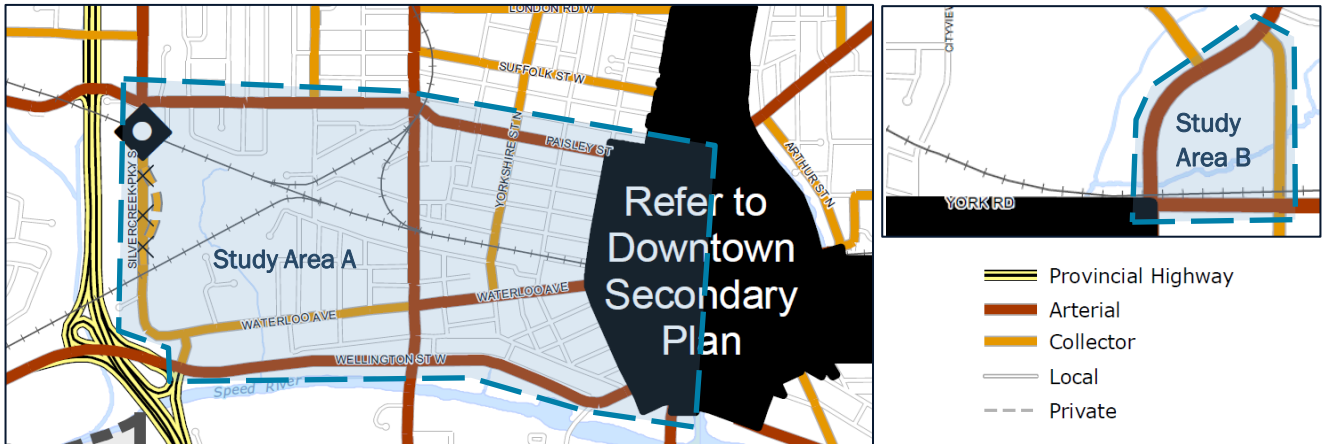 LONDON RD W
SUFFOLK ST W
YORKSHIRE ST N
PAISLEY ST
ARTHUR ST N
SILVERCREEK PKY S
Refer to
Downtown
Secondary
Plan
Study Area A
WATERLOO AVE
WATERLOO AVE
WELLINGTON ST W
Speed River
CITYVIEW
Study
Area B
YORK RD
Provincial Highway
Arterial
Collector
Local
Private